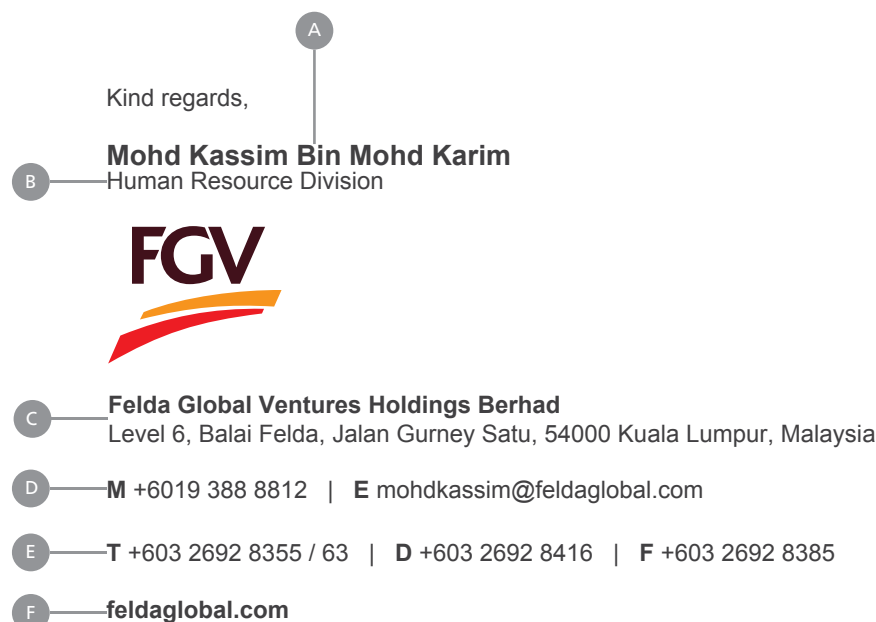 A
Kind regards,
Mohd Kassim Bin Mohd Karim
B Human Resource Division
FGV
C Felda Global Ventures Holdings Berhad
Level 6, Balai Felda, Jalan Gurney Satu, 54000 Kuala Lumpur, Malaysia
D M +6019 388 8812 | E mohdkassim@feldaglobal.com
E T +603 2692 8355 / 63 | D +603 2692 8416 | F +603 2692 8385
F feldaglobal.com